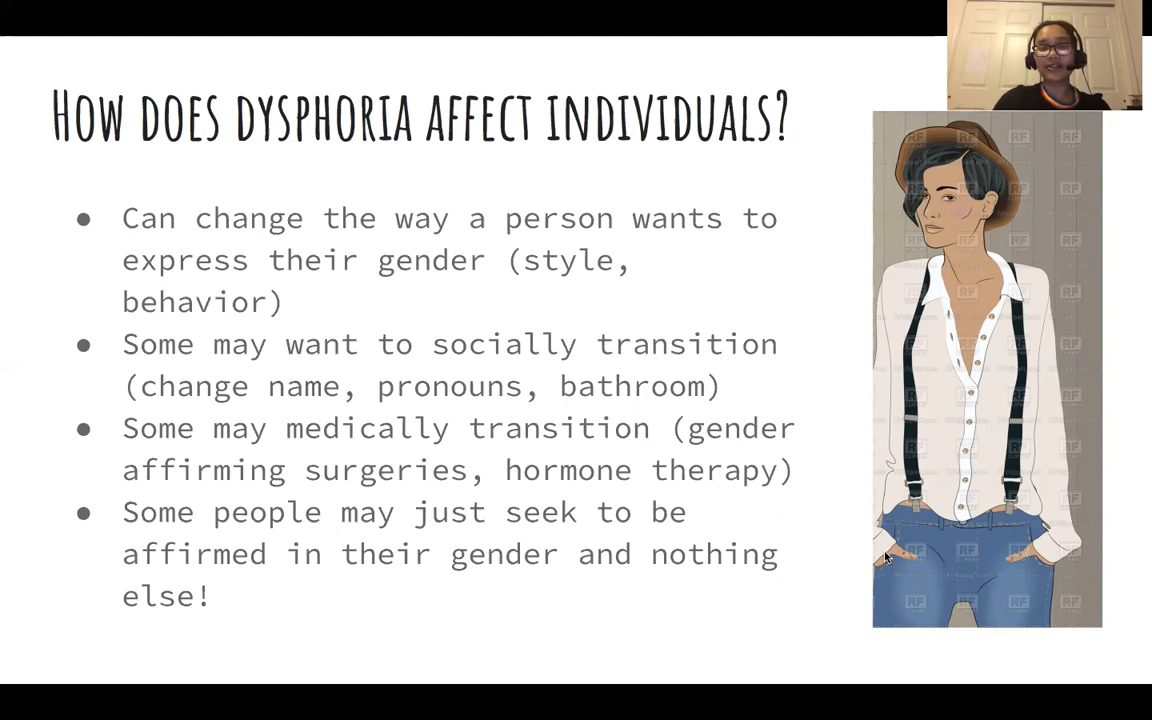 How does dysphoria affect individuals?
● Can change the way a person wants to
express their gender (style,
behavior)
● Some may want to socially transition
(change name, pronouns, bathroom)
● Some may medically transition (gender
affirming surgeries, hormone therapy)
● Some people may just seek to be
affirmed in their gender and nothing
else!
RF